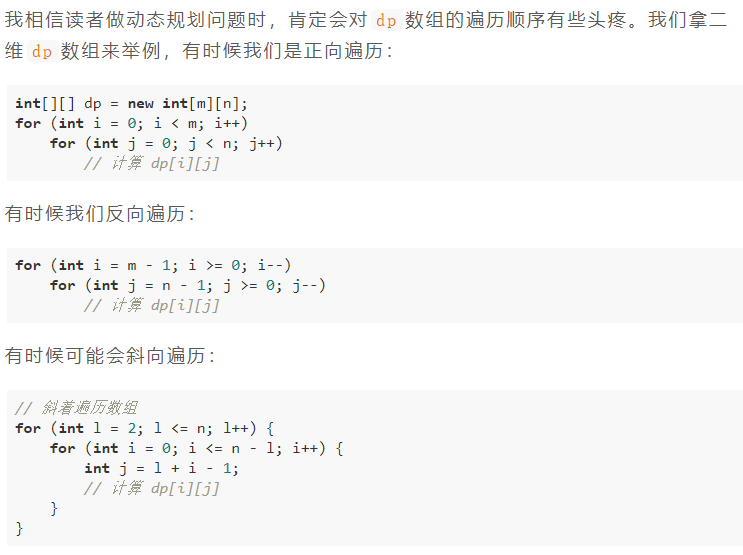 我相信读者做动态规划问题时，肯定会对 dp 数组的遍历顺序有些头疼。我们拿二
维 dp 数组来举例，有时候我们是正向遍历：
int[][] dp = new int[m][n];
for (int i = 0; i < m; i++)
    for (int j = 0; j < n; j++)
        // 计算 dp[i][j]
有时候我们反向遍历：
for (int i = m - 1; i >= 0; i--)
    for (int j = n - 1; j >= 0; j--)
        // 计算 dp[i][j]
有时候可能会斜向遍历：
// 斜着遍历数组
for (int l = 2; l <= n; l++) {
    for (int i = 0; i <= n - l; i++) {
        int j = l + i - 1;
        // 计算 dp[i][j]
    }
}